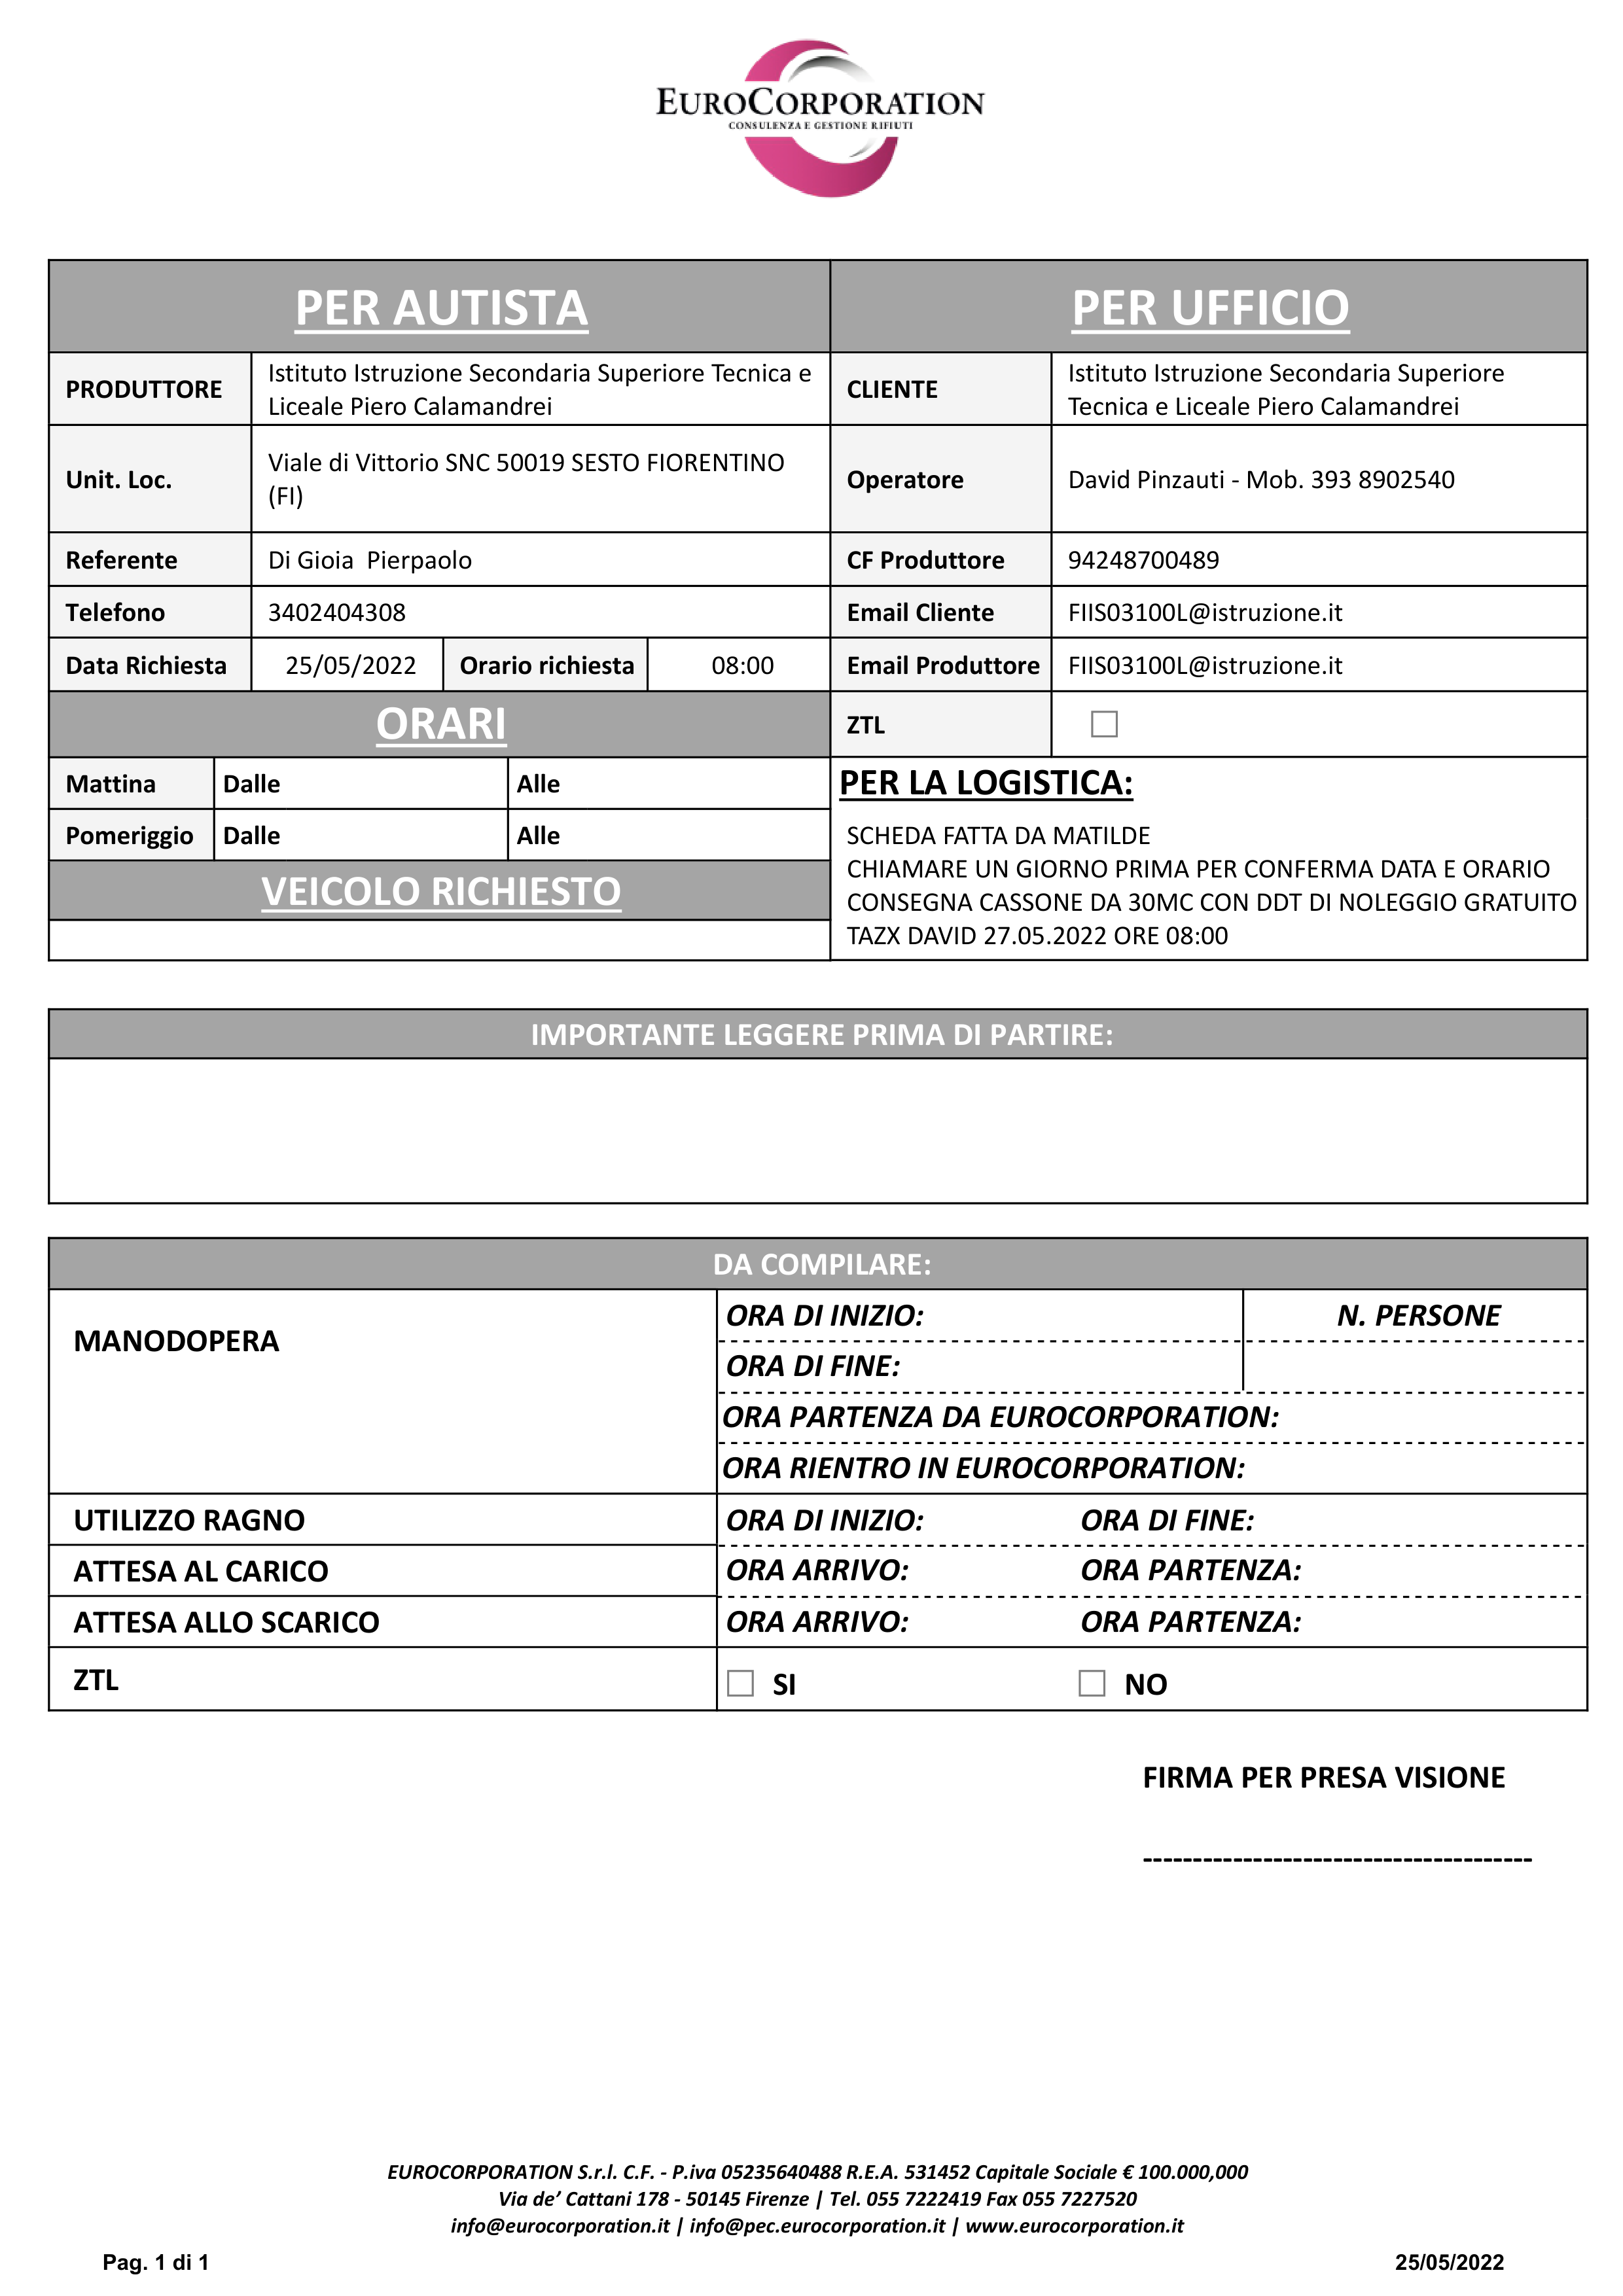 EUROCORPORATION
CONSULENZA E GESTIONE RIFIUTI
PER AUTISTA
PER UFFICIO
PRODUTTORE
Istituto Istruzione Secondaria Superiore Tecnica e
Liceale Piero Calamandrei
CLIENTE
Istituto Istruzione Secondaria Superiore
Tecnica e Liceale Piero Calamandrei
Unit. Loc.
Viale di Vittorio SNC 50019 SESTO FIORENTINO
(FI)
Operatore
David Pinzauti - Mob. 393 8902540
Referente
Di Gioia  Pierpaolo
CF Produttore
94248700489
Telefono
3402404308
Email Cliente
FIIS03100L@istruzione.it
Data Richiesta
25/05/2022
Orario richiesta
08:00
Email Produttore
FIIS03100L@istruzione.it
ORARI
ZTL
Mattina
Dalle
Alle
Pomeriggio
Dalle
Alle
VEICOLO RICHIESTO
PER LA LOGISTICA:
SCHEDA FATTA DA MATILDE
CHIAMARE UN GIORNO PRIMA PER CONFERMA DATA E ORARIO
CONSEGNA CASSONE DA 30MC CON DDT DI NOLEGGIO GRATUITO
TAZX DAVID 27.05.2022 ORE 08:00
IMPORTANTE LEGGERE PRIMA DI PARTIRE:
DA COMPILARE:
MANODOPERA
ORA DI INIZIO:
N. PERSONE
ORA DI FINE:
ORA PARTENZA DA EUROCORPORATION:
ORA RIENTRO IN EUROCORPORATION:
UTILIZZO RAGNO
ORA DI INIZIO:
ORA DI FINE:
ATTESA AL CARICO
ORA ARRIVO:
ORA PARTENZA:
ATTESA ALLO SCARICO
ORA ARRIVO:
ORA PARTENZA:
ZTL
SI
NO
FIRMA PER PRESA VISIONE
---------------------------------------
EUROCORPORATION S.r.l. C.F. - P.iva 05235640488 R.E.A. 531452 Capitale Sociale € 100.000,000
Via de’ Cattani 178 - 50145 Firenze | Tel. 055 7222419 Fax 055 7227520
info@eurocorporation.it | info@pec.eurocorporation.it | www.eurocorporation.it
Pag. 1 di 1
25/05/2022